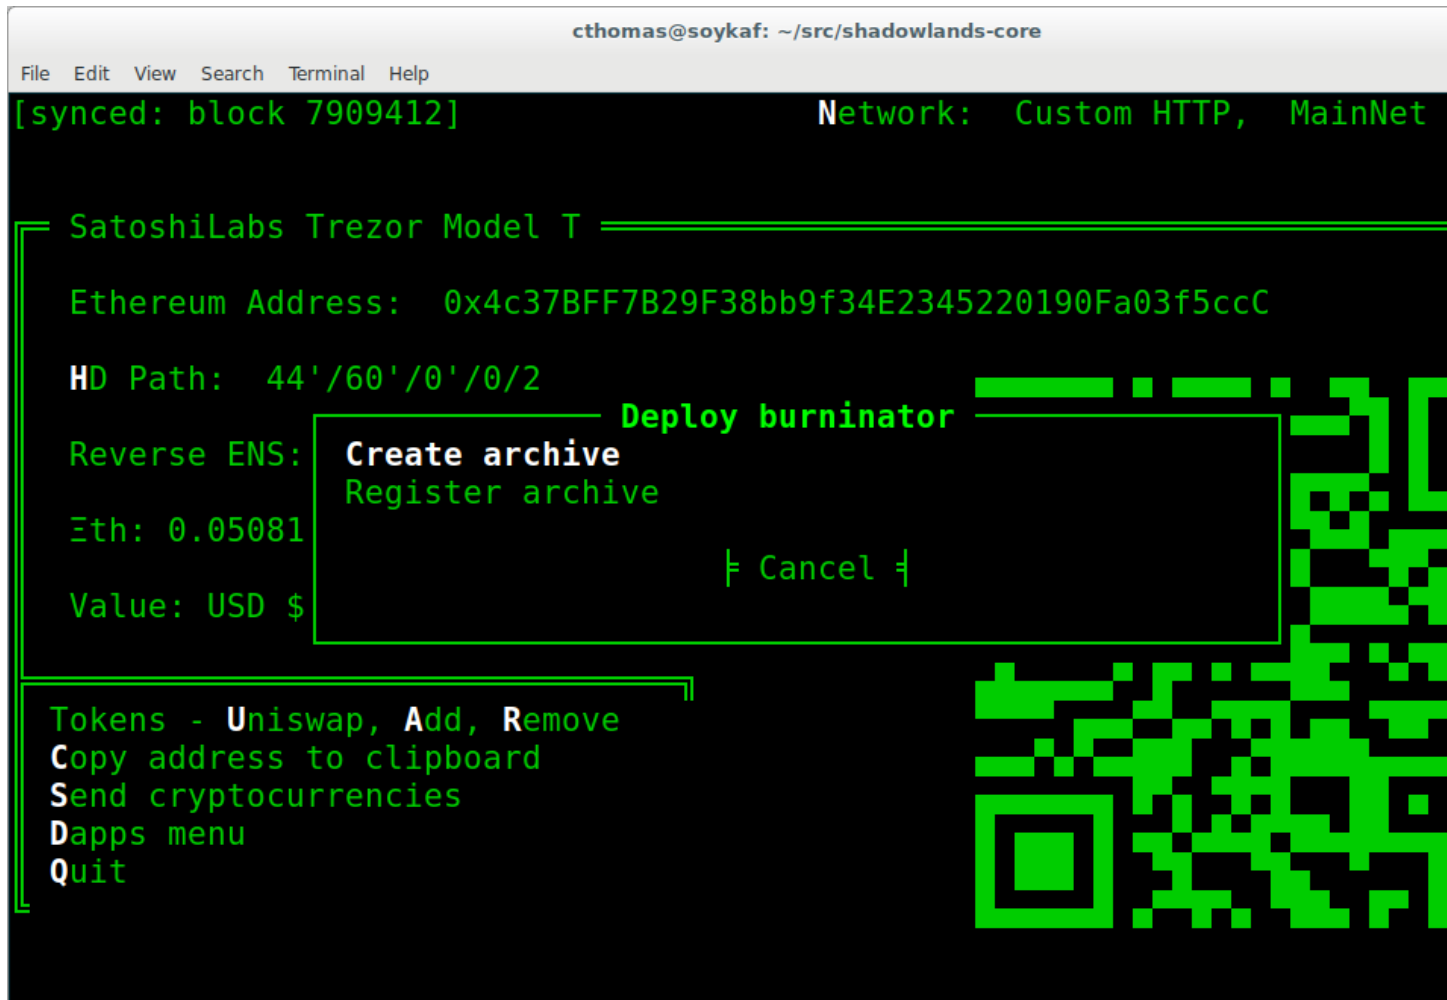 cthomas@soykaf: ~/src/shadowlands-core
File Edit View Search Terminal Help
[synced: block 7909412] Network: Custom HTTP, MainNet
SatoshiLabs Trezor Model T
Ethereum Address: 0x4c37BFF7B29F38bb9f34E2345220190Fa03f5ccC
HD Path: 44'/60'/0'/0/2
Deploy burninator
Reverse ENS: Create archive
Register archive
Ξth: 0.05081
Cancel
Value: USD $
Tokens - Uniswap, Add, Remove
Copy address to clipboard
Send cryptocurrencies
Dapps menu
Quit